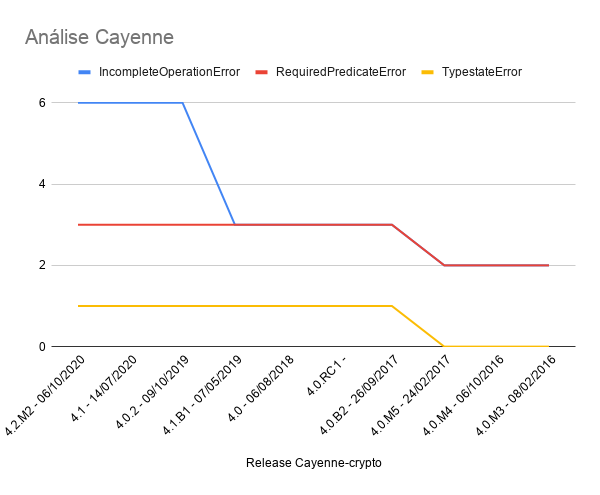 Análise Cayenne
IncompleteOperationError RequiredPredicateError TypestateError
6
4
2
0
4.2.M2 - 06/10/2020
4.1 - 14/07/2020
4.0.2 - 09/10/2019
4.1.B1 - 07/05/2019
4.0 - 06/08/2018
4.0.RC1 -
4.0.B2 - 26/09/2017
4.0.M5 - 24/02/2017
4.0.M4 - 06/10/2016
4.0.M3 - 08/02/2016
Release Cayenne-crypto